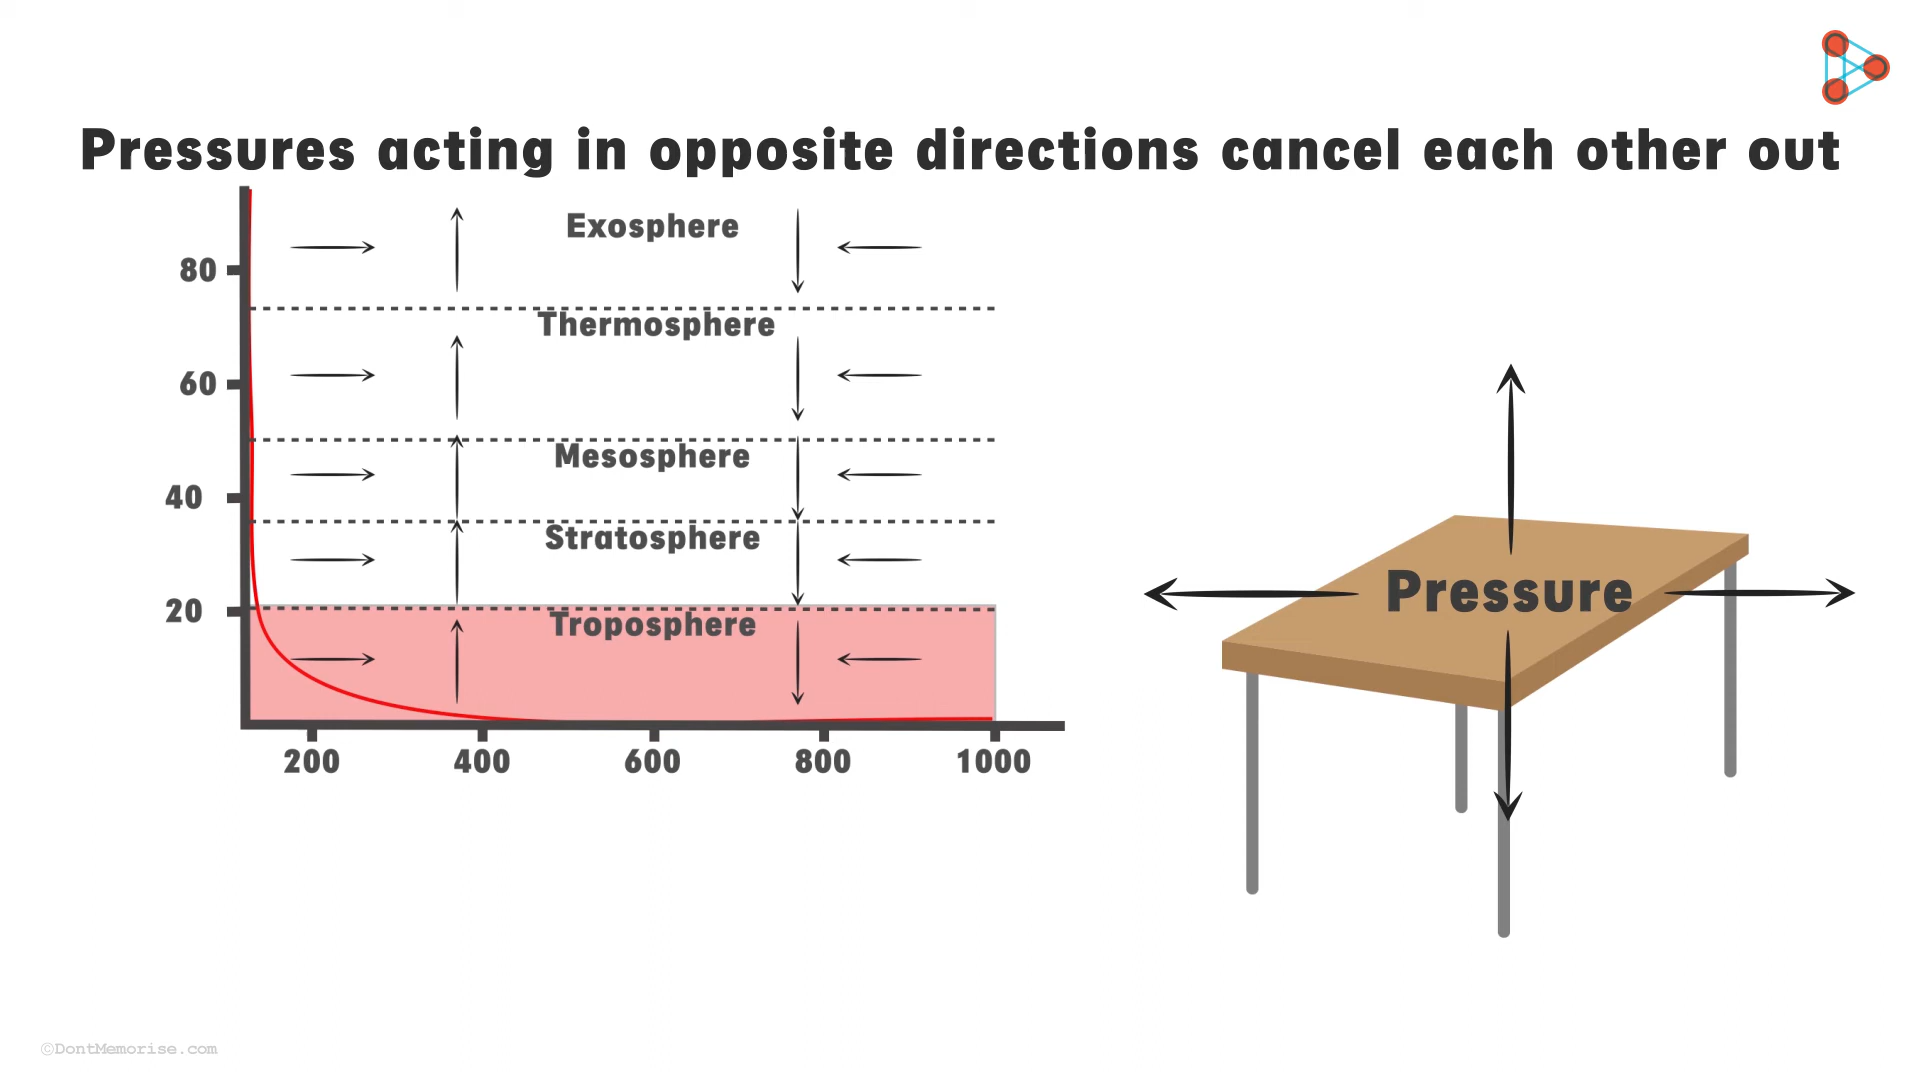 Pressures acting in opposite directions cancel each other out
Exosphere
80
Thermosphere
60
Mesosphere
40
Stratosphere
20
Troposphere
200 400 600 800 1000
Pressure
©DontMemorise.com